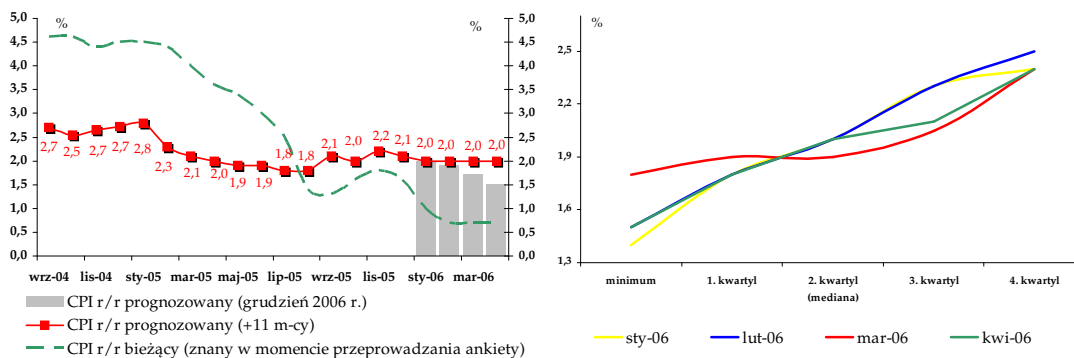 % %
5,0 5,0
4,5 4,5
4,0 4,0
3,5 3,5
3,0 3,0
2,5 2,5
2,0 2,0
1,5 1,5
1,0 1,0
0,5 0,5
0,0 0,0
2,7 2,5 2,7 2,7 2,8 2,3 2,1 2,0 1,9 1,9 1,8 1,8 2,1 2,0 2,2 2,1 2,0 2,0 2,0 2,0
wrz-04 lis-04 sty-05 mar-05 maj-05 lip-05 wrz-05 lis-05 sty-06 mar-06
CPI r/r prognozowany (grudzień 2006 r.)
CPI r/r prognozowany (+11 m-cy)
CPI r/r bieżący (znany w momencie przeprowadzania ankiety)
%
2,5
2,2
1,9
1,6
1,3
minimum 1. kwartyl 2. kwartyl 3. kwartyl 4. kwartyl
(mediana)
sty-06 lut-06 mar-06 kwi-06